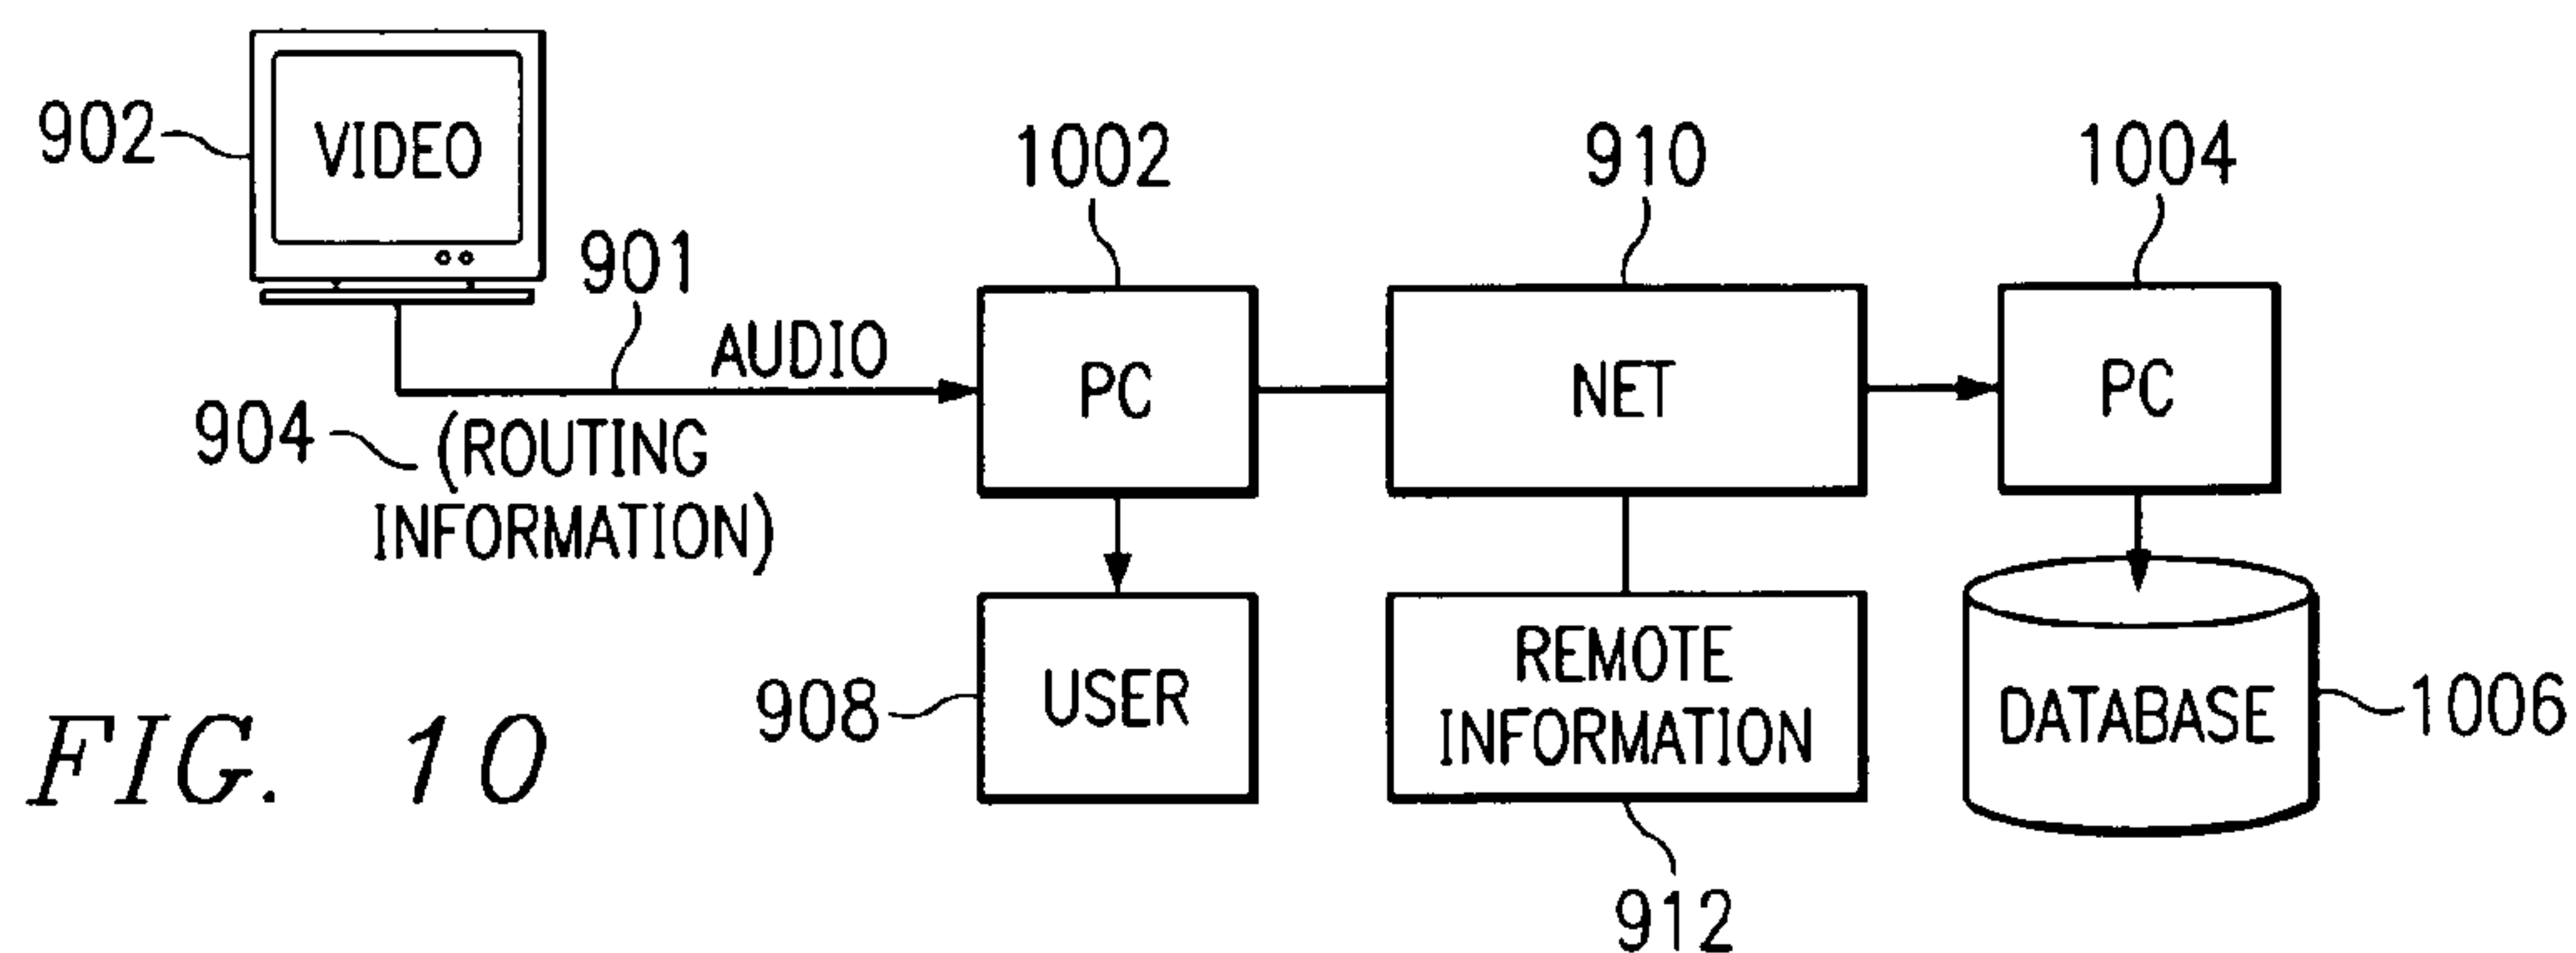 902
VIDEO
901
AUDIO
904
(ROUTING
INFORMATION)
1002
PC
910
NET
1004
PC
908
USER
REMOTE
INFORMATION
912
DATABASE
1006
FIG. 10